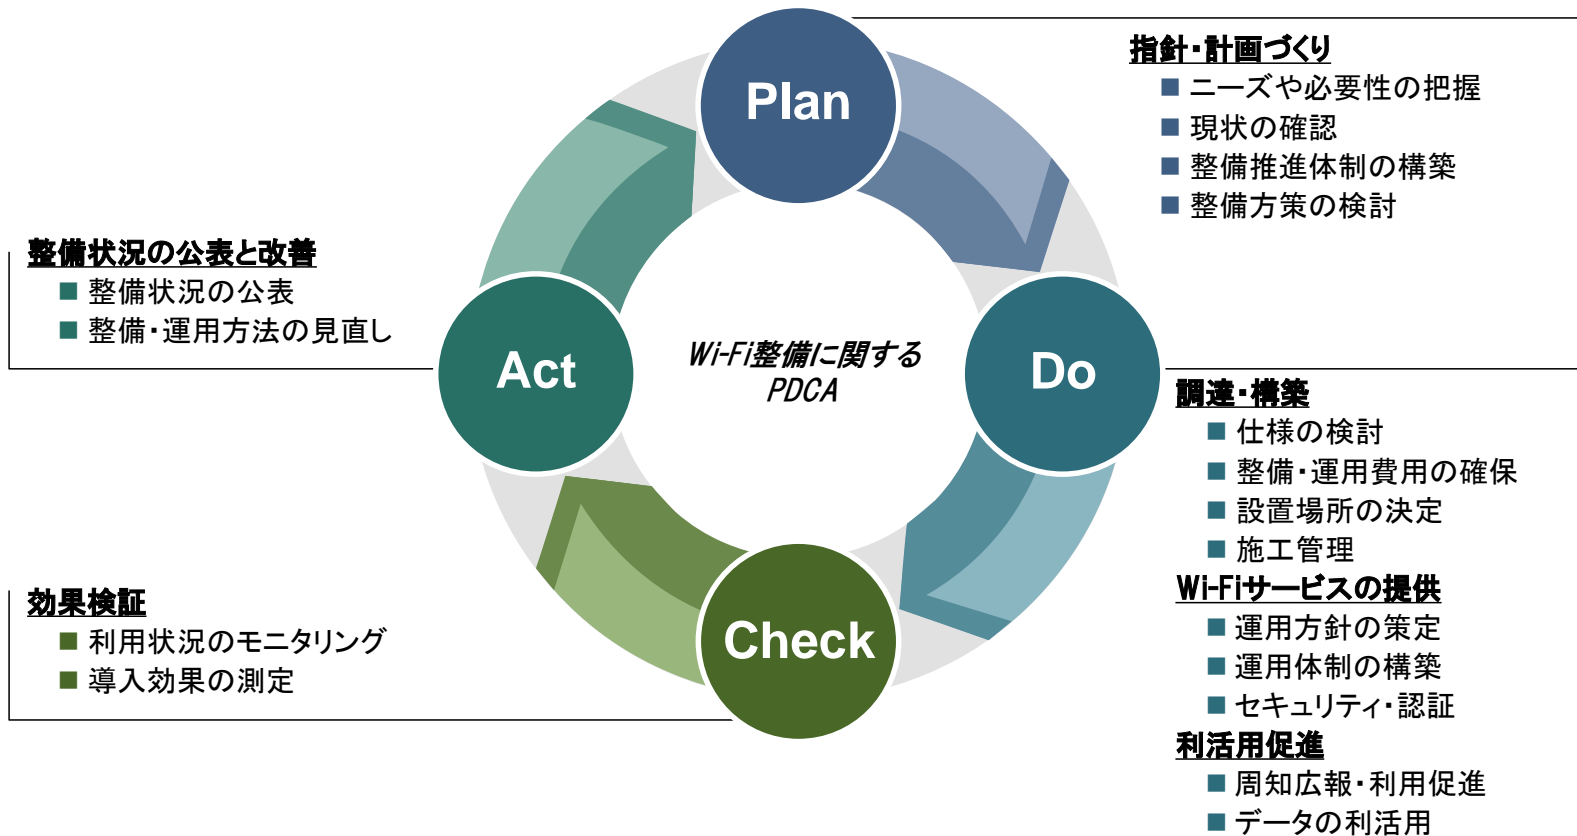 Plan
指針・計画づくり
■ ニーズや必要性の把握
■ 現状の確認
■ 整備推進体制の構築
■ 整備方策の検討
整備状況の公表と改善
■ 整備状況の公表
■ 整備・運用方法の見直し
Act
Wi-Fi整備に関する
PDCA
Do
調達・構築
■ 仕様の検討
■ 整備・運用費用の確保
■ 設置場所の決定
■ 施工管理
Wi-Fiサービスの提供
■ 運用方針の策定
■ 運用体制の構築
■ セキュリティ・認証
利活用促進
■ 周知広報・利用促進
■ データの利活用
効果検証
■ 利用状況のモニタリング
■ 導入効果の測定
Check